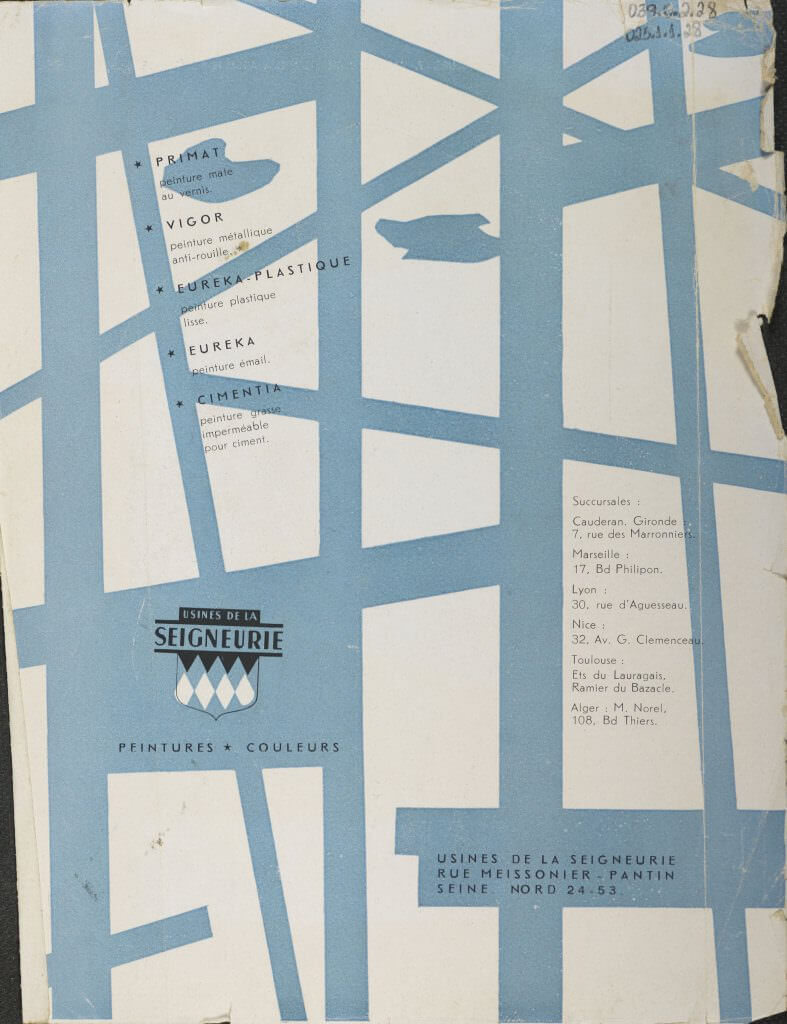 039.6.2.28
025.1.1.28
★ PRIMAT
peinture mate
au vernis.
★ VIGOR
peinture métallique
anti-rouille.
★ EUREKA-PLASTIQUE
peinture plastique
lisse.
★ EUREKA
peinture émail.
★ CIMENTIA
peinture grasse
imperméable
pour ciment.
Succursales :
Cauderan, Gironde :
7, rue des Marronniers.
Marseille :
17, Bd Philipon.
Lyon :
30, rue d'Aguesseau.
Nice :
32, Av. G. Clemenceau.
Toulouse :
Ets du Lauragais,
Ramier du Bazacle.
Alger : M. Norel,
108, Bd Thiers.
USINES DE LA
SEIGNEURIE
PEINTURES ★ COULEURS
USINES DE LA SEIGNEURIE
RUE MEISSONIER - PANTIN
SEINE. NORD 24-53.